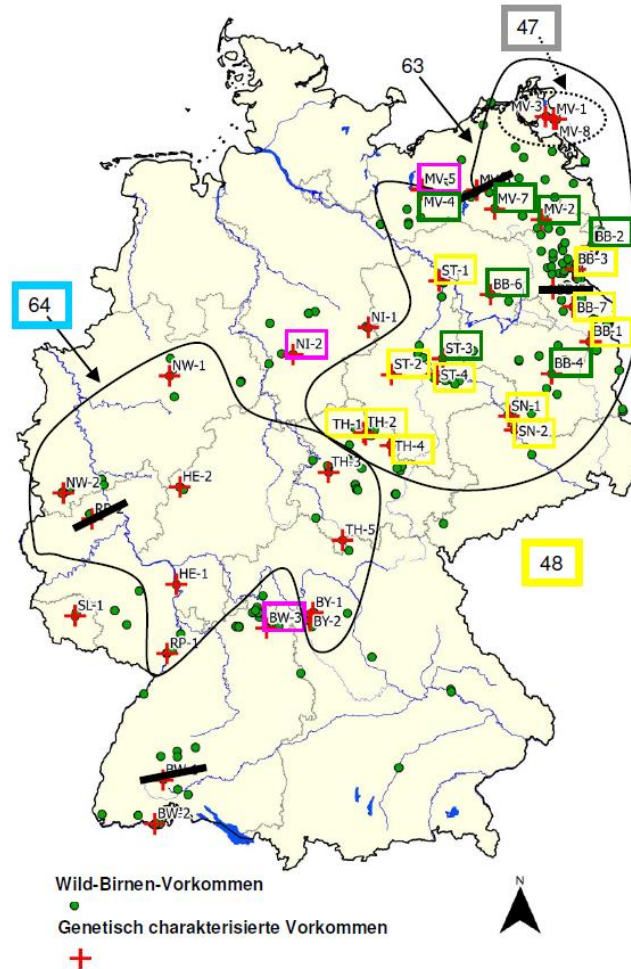 47
63
MV-3
MV-1
MV-8
MV-5
MV-4
MV-7
MV-2
BB-2
BB-3
ST-1
BB-6
BB-7
64
NI-1
BB-1
NI-2
ST-3
NW-1
ST-2
ST-4
BB-4
SN-1
TH-1
TH-2
SN-2
TH-4
TH-3
NW-2
HE-2
TH-5
48
HE-1
SL-1
BW-3
BY-1
BY-2
RP-1
BW-2
Wild-Birnen-Vorkommen
N
Genetisch charakterisierte Vorkommen